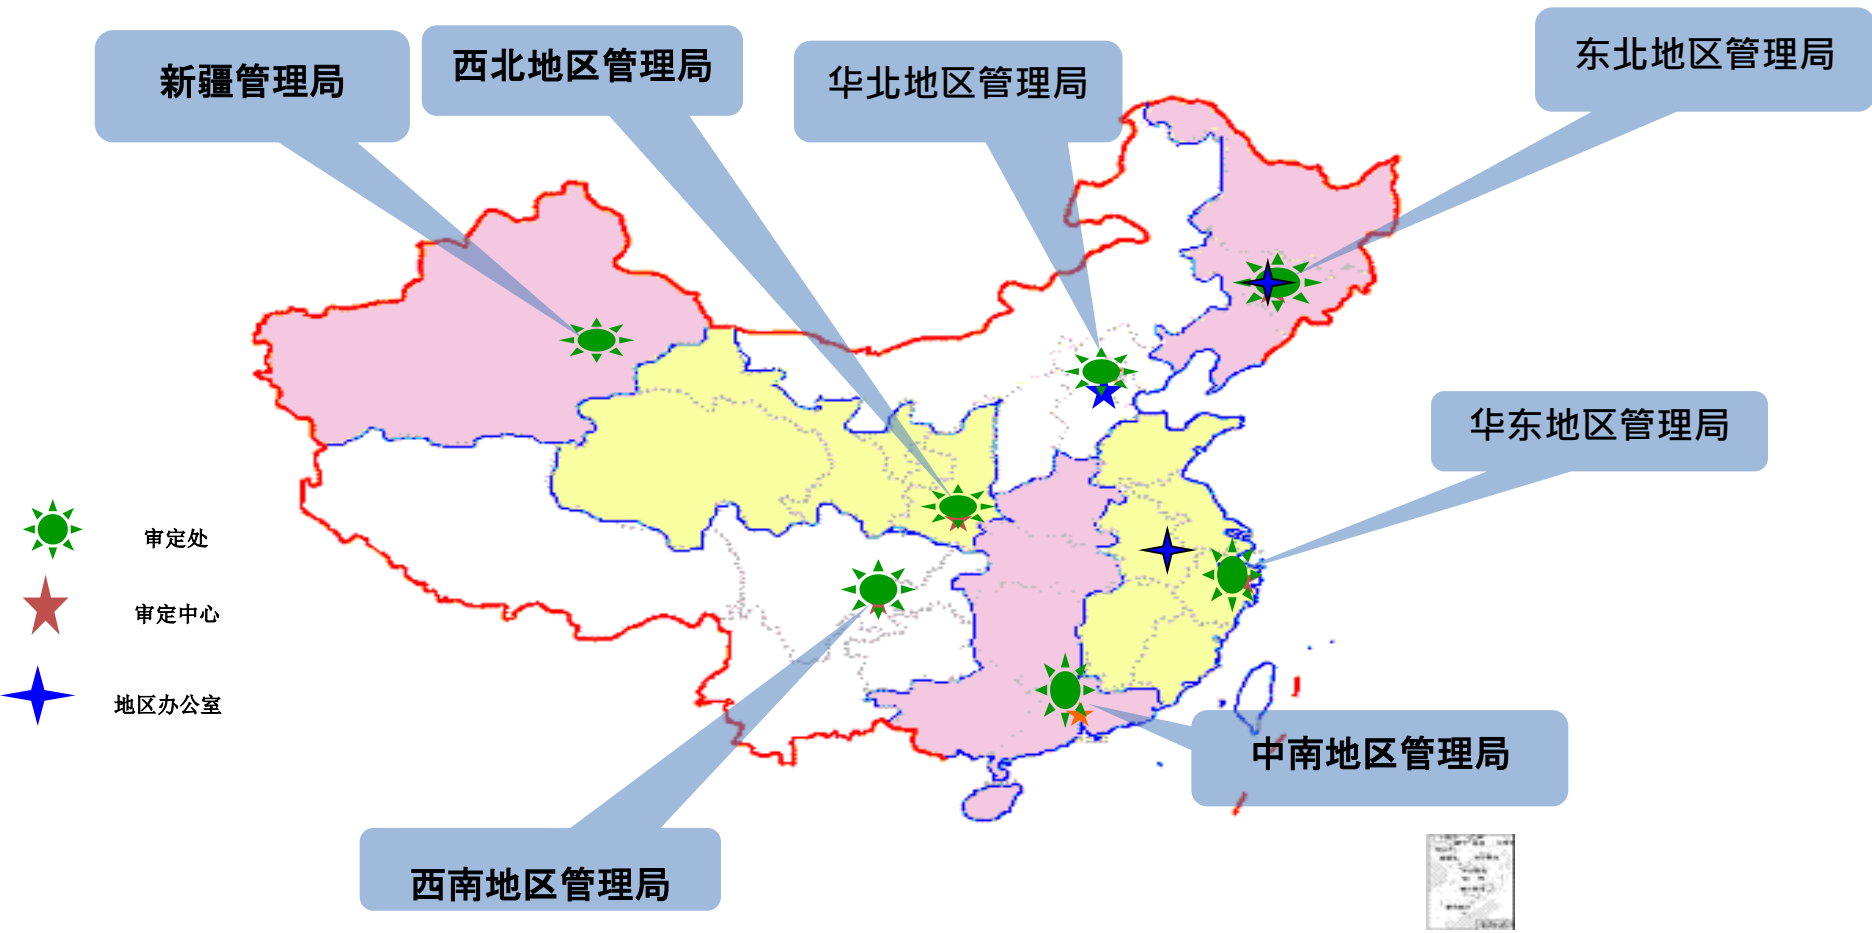 新疆管理局
西北地区管理局
华北地区管理局
东北地区管理局
华东地区管理局
审定处
审定中心
地区办公室
中南地区管理局
西南地区管理局